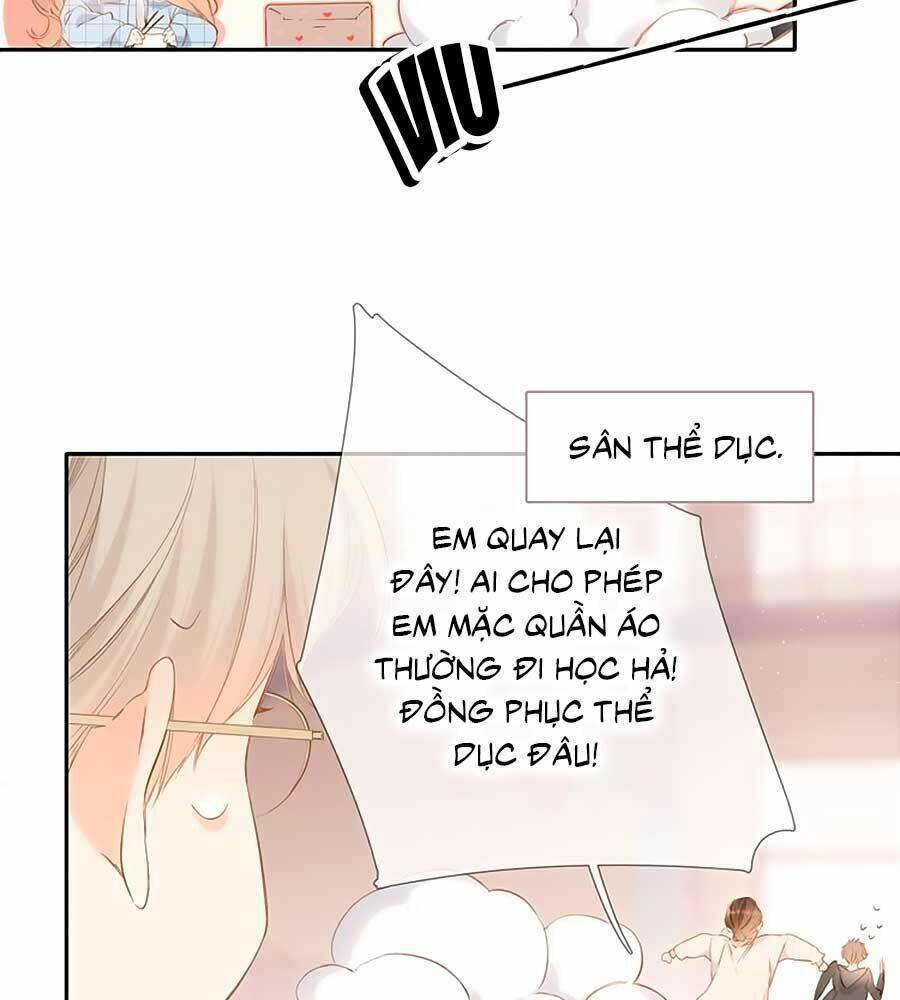 VIU
SÂN THỂ DỤC.
EM QUAY LẠI
ĐÂY! AI CHO PHÉP
EM MẶC QUẦN ÁO
THƯỜNG ĐI HỌC HẢ!
ĐỒNG PHỤC THỂ
DỤC ĐÂU!